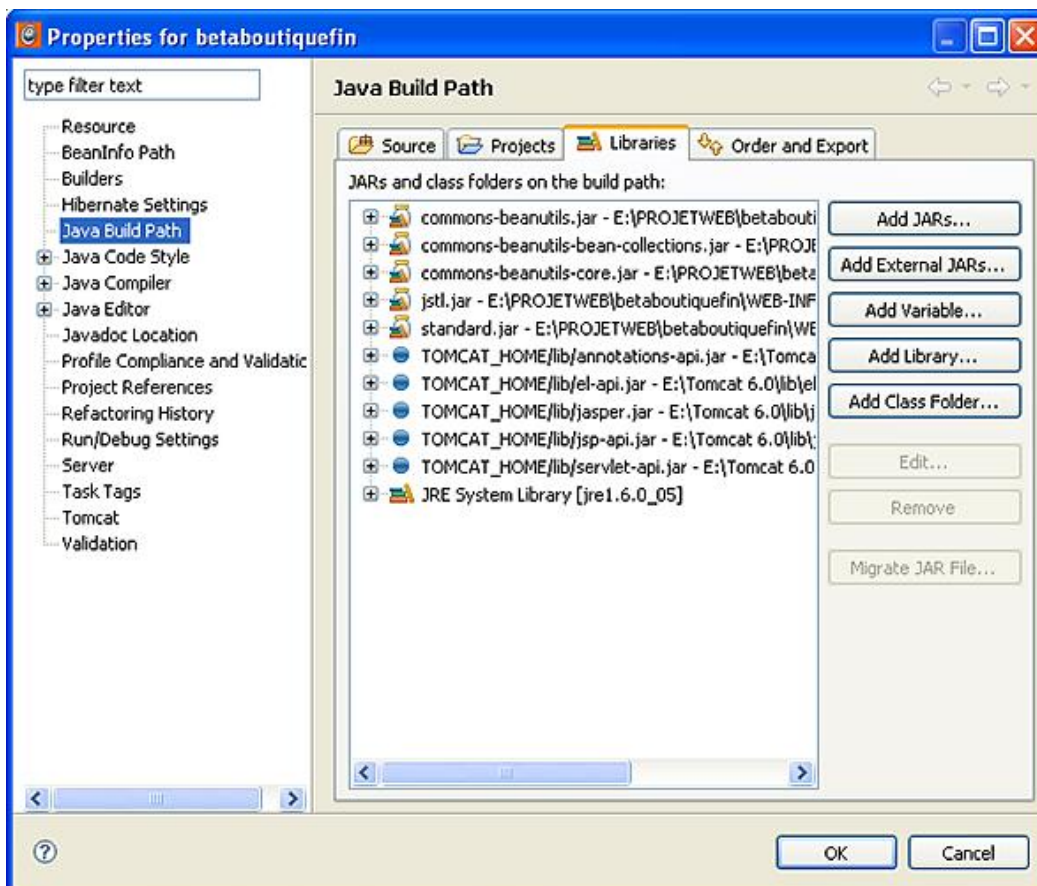 Properties for betaboutiquefin
type filter text
Resource
BeanInfo Path
Builders
Hibernate Settings
Java Build Path
Java Code Style
Java Compiler
Java Editor
Javadoc Location
Profile Compliance and Validatic
Project References
Refactoring History
Run/Debug Settings
Server
Task Tags
Tomcat
Validation
Java Build Path
Source Projects Libraries Order and Export
JARs and class folders on the build path:
commons-beanutils.jar - E:\PROJETWEB\betabouti
commons-beanutils-bean-collections.jar - E:\PROJE
commons-beanutils-core.jar - E:\PROJETWEB\beta
jstl.jar - E:\PROJETWEB\betaboutiquefin\WEB-INF
standard.jar - E:\PROJETWEB\betaboutiquefin\WE
TOMCAT_HOME/lib/annotations-api.jar - E:\Tomca
TOMCAT_HOME/lib/el-api.jar - E:\Tomcat 6.0\lib\el
TOMCAT_HOME/lib/jasper.jar - E:\Tomcat 6.0\lib\j
TOMCAT_HOME/lib/jsp-api.jar - E:\Tomcat 6.0\lib\
TOMCAT_HOME/lib/servlet-api.jar - E:\Tomcat 6.0
JRE System Library [jre1.6.0_05]
Add JARs...
Add External JARs...
Add Variable...
Add Library...
Add Class Folder...
Edit...
Remove
Migrate JAR File...
?
OK Cancel